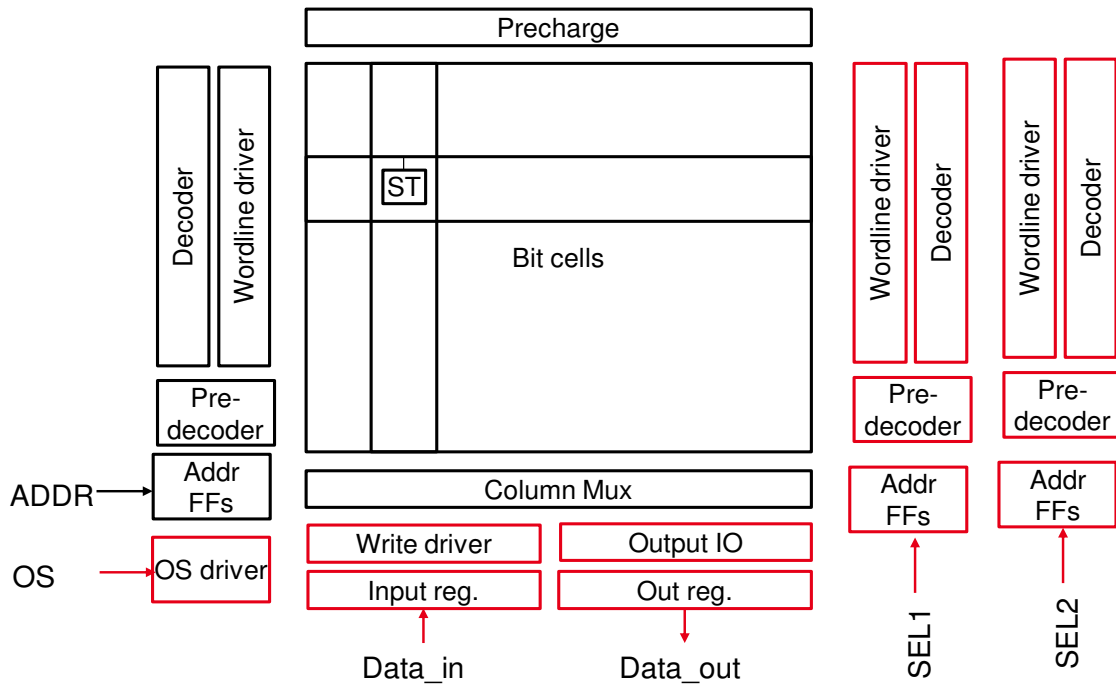 Precharge
Decoder
Wordline driver
ST
Bit cells
Wordline driver
Decoder
Wordline driver
Decoder
Pre-
decoder
Pre-
decoder
Pre-
decoder
ADDR
Addr
FFs
Column Mux
Addr
FFs
Addr
FFs
OS
OS driver
Write driver
Output IO
Input reg.
Out reg.
Data_in
Data_out
SEL1
SEL2